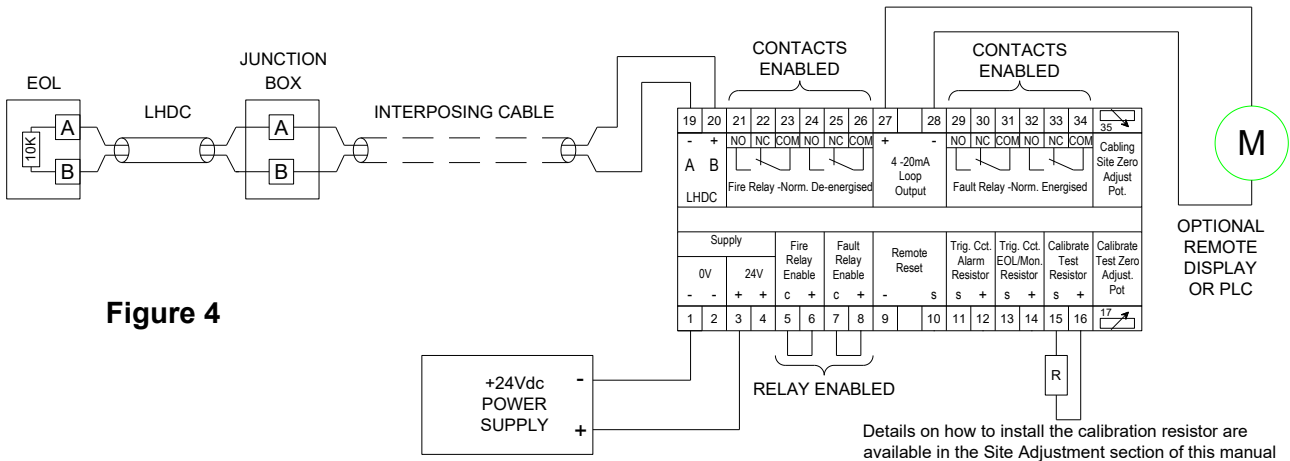 EOL
A
B
10K
LHDC
JUNCTION
BOX
A
B
INTERPOSING CABLE
CONTACTS
ENABLED
CONTACTS
ENABLED
19 20 21 22 23 24 25 26 27 28 29 30 31 32 33 34 35
- + NO NC COM NO NC COM + - NO NC COM NO NC COM
A B
LHDC
Fire Relay -Norm. De-energised
4 -20mA
Loop
Output
Fault Relay -Norm. Energised
Cabling
Site Zero
Adjust
Pot.
M
OPTIONAL
REMOTE
DISPLAY
OR PLC
Supply
0V 24V
- - + +
Fire
Relay
Enable
c +
Fault
Relay
Enable
c +
Remote
Reset
- s
Trig. Cct.
Alarm
Resistor
s +
Trig. Cct.
EOL/Mon.
Resistor
s +
Calibrate
Test
Resistor
s +
Calibrate
Test Zero
Adjust.
Pot
1 2 3 4 5 6 7 8 9 10 11 12 13 14 15 16 17
Figure 4
+24Vdc
POWER
SUPPLY
-
+
RELAY ENABLED
R
Details on how to install the calibration resistor are
available in the Site Adjustment section of this manual